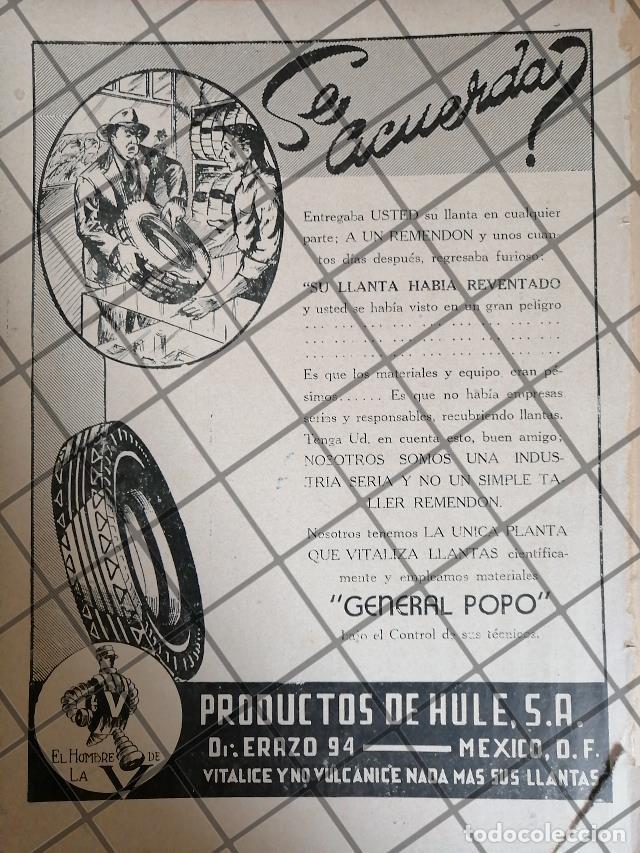 Se acuerda?
Entregaba USTED su llanta en cualquier
parte; A UN REMENDON y unos cuan-
tos días después, regresaba furioso:
"SU LLANTA HABIA REVENTADO
y usted se había visto en un gran peligro
. . . . . . . . . . . . . . . . . . . . . . . .
. . . . . . . . . . . . . . . . . . . . . . . .
. . . . . . . . . . . . . . . . . . . . . . . .
Es que los materiales y equipo eran pé-
simos...... Es que no había empresas
serias y responsables, recubriendo llantas.
Tenga Ud. en cuenta esto, buen amigo;
NOSOTROS SOMOS UNA INDUS-
TRIA SERIA Y NO UN SIMPLE TA-
LLER REMENDON.
Nosotros tenemos LA UNICA PLANTA
QUE VITALIZA LLANTAS científica-
mente y empleamos materiales
"GENERAL POPO"
bajo el Control de sus técnicos.
V
EL HOMBRE DE
LA V
PRODUCTOS DE HULE, S.A.
Dr. ERAZO 94 —— MEXICO, D. F.
VITALICE Y NO VULCANICE NADA MAS SUS LLANTAS
todocoleccion